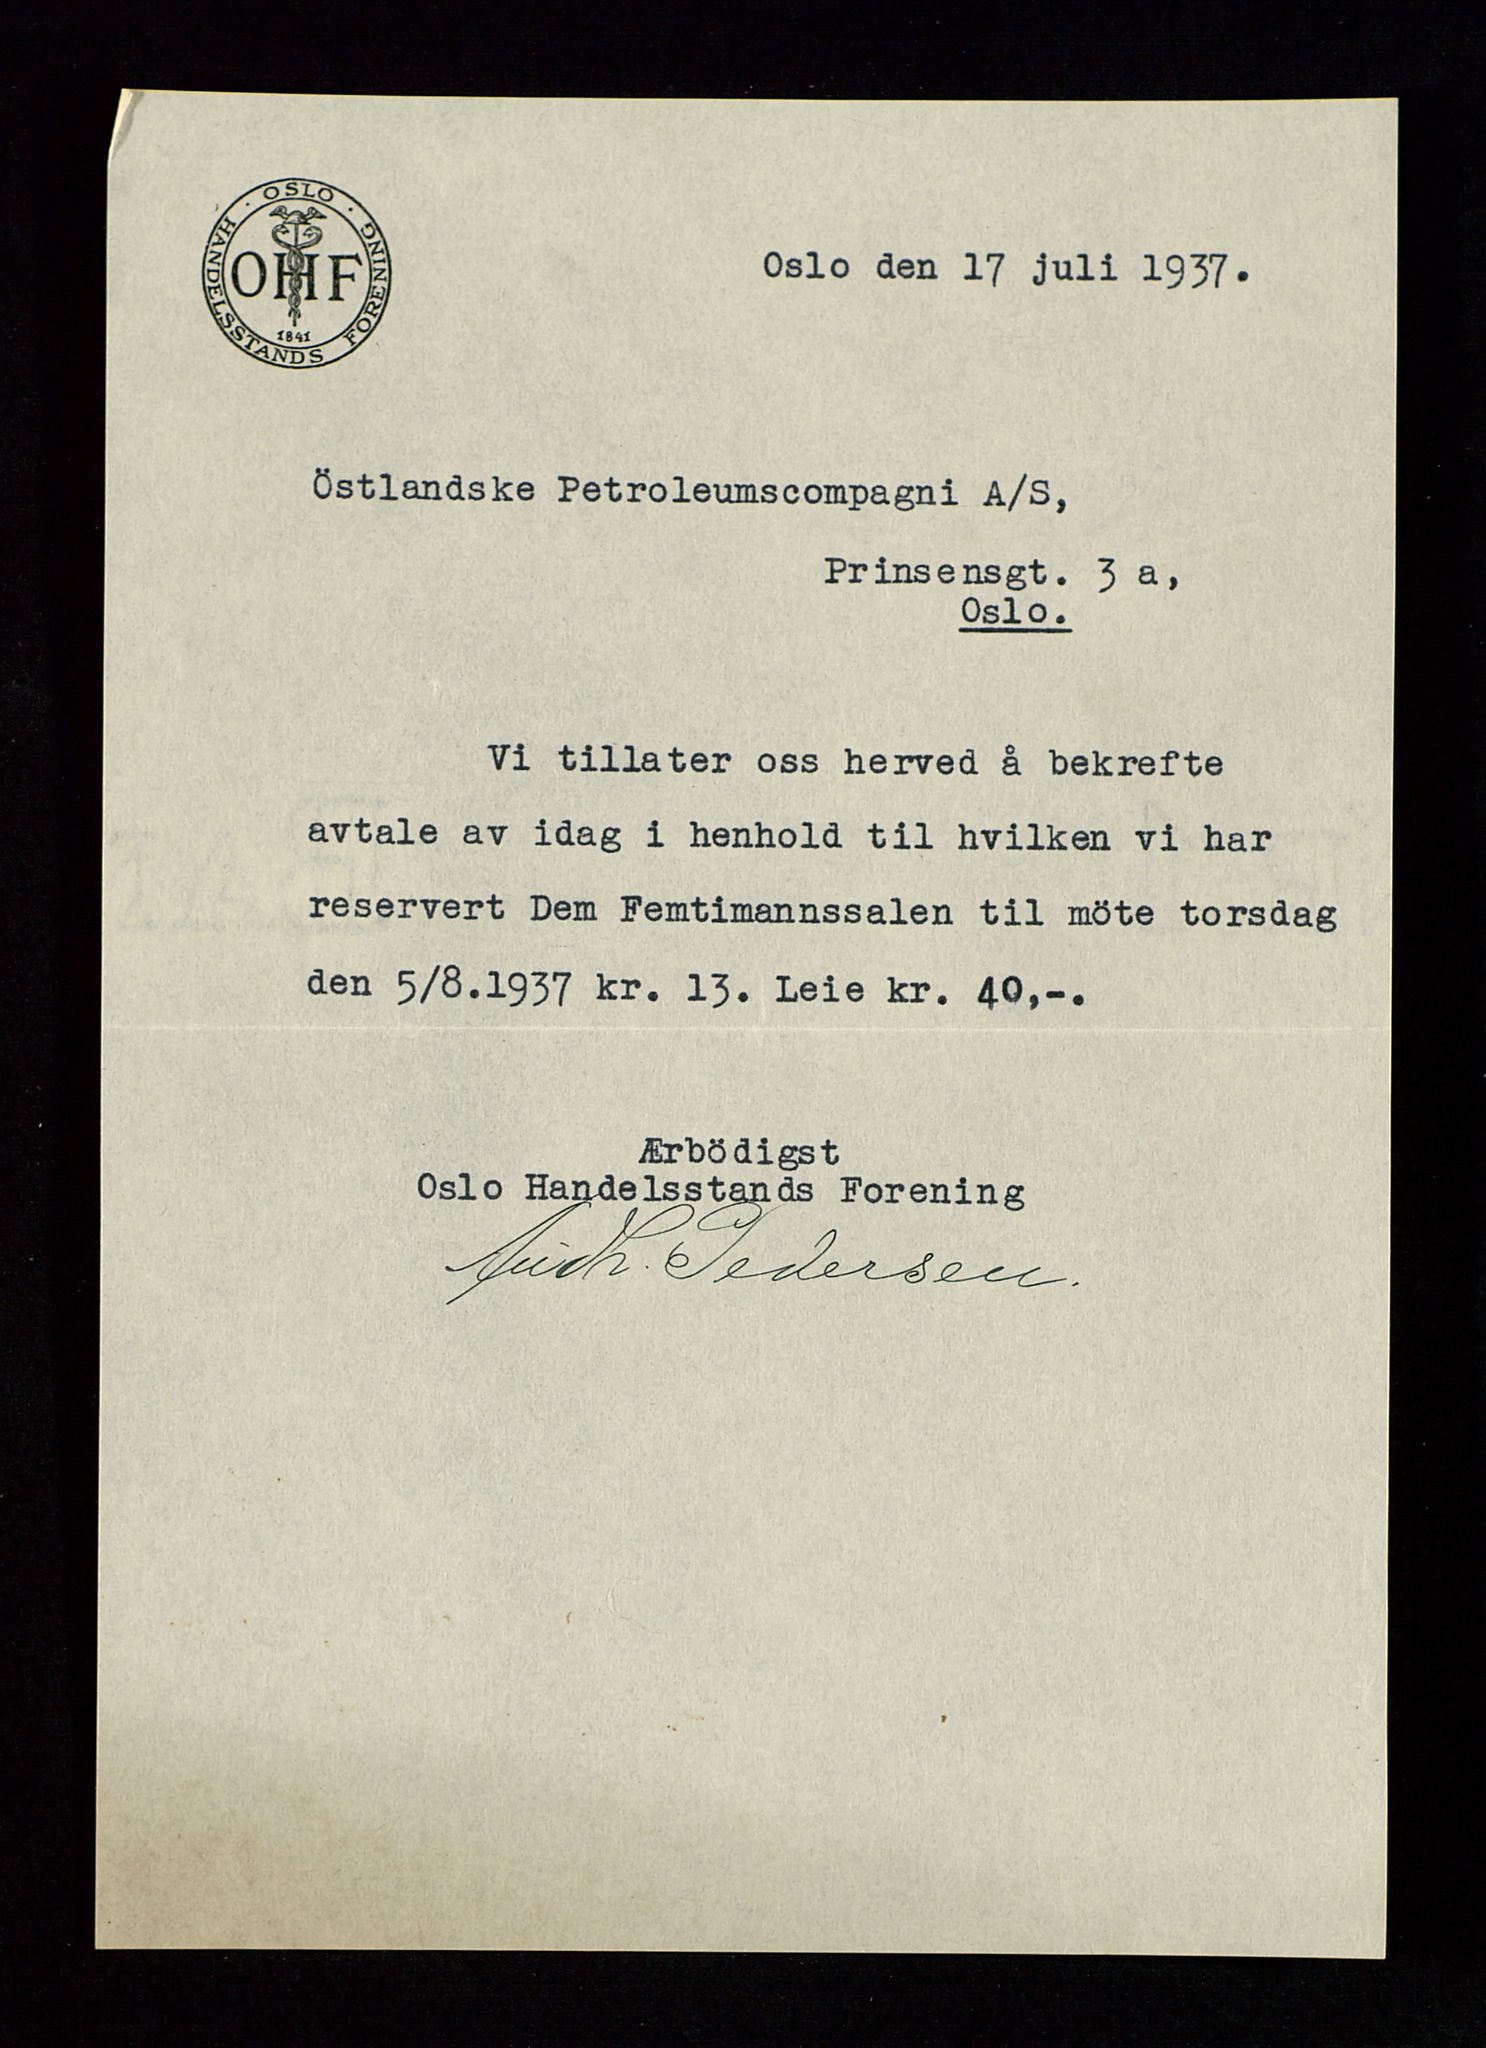 OSLO
HANDELSSTANDS FORENING
OHF
1841
Oslo den 17 juli 1937.
Östlandske Petroleumscompagni A/S,
Prinsensgt. 3 a,
Oslo.
Vi tillater oss herved å bekrefte
avtale av idag i henhold til hvilken vi har
reservert Dem Femtimannssalen til möte torsdag
den 5/8.1937 kr. 13. Leie kr. 40,-.
Ærbödigst
Oslo Handelsstands Forening
Pedersen.